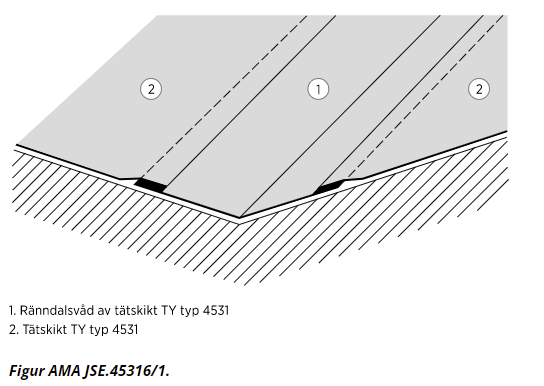 2
1
2
1. Ränndalsvåd av tätskikt TY typ 4531
2. Tätskikt TY typ 4531
Figur AMA JSE.45316/1.